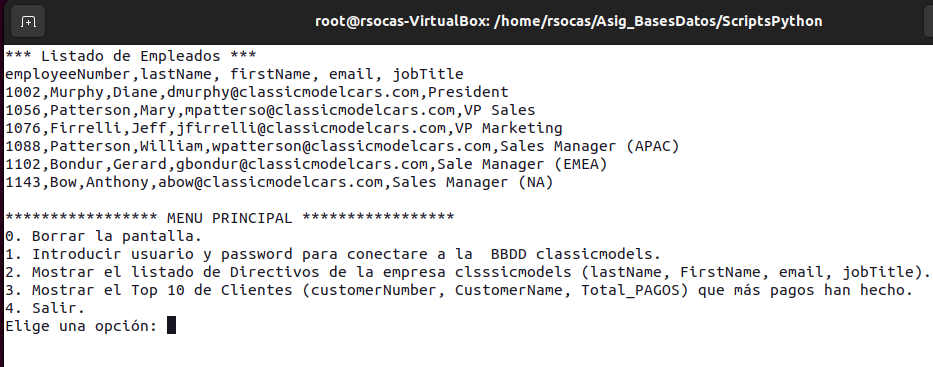 root@rsocas-VirtualBox: /home/rsocas/Asig_BasesDatos/ScriptsPython
*** Listado de Empleados ***
employeeNumber,lastName, firstName, email, jobTitle
1002,Murphy,Diane,dmurphy@classicmodelcars.com,President
1056,Patterson,Mary,mpatterso@classicmodelcars.com,VP Sales
1076,Firrelli,Jeff,jfirrelli@classicmodelcars.com,VP Marketing
1088,Patterson,William,wpatterson@classicmodelcars.com,Sales Manager (APAC)
1102,Bondur,Gerard,gbondur@classicmodelcars.com,Sale Manager (EMEA)
1143,Bow,Anthony,abow@classicmodelcars.com,Sales Manager (NA)
***************** MENU PRINCIPAL *****************
0. Borrar la pantalla.
1. Introducir usuario y password para conectare a la  BBDD classicmodels.
2. Mostrar el listado de Directivos de la empresa clsssicmodels (lastName, FirstName, email, jobTitle).
3. Mostrar el Top 10 de Clientes (customerNumber, CustomerName, Total_PAGOS) que más pagos han hecho.
4. Salir.
Elige una opción: